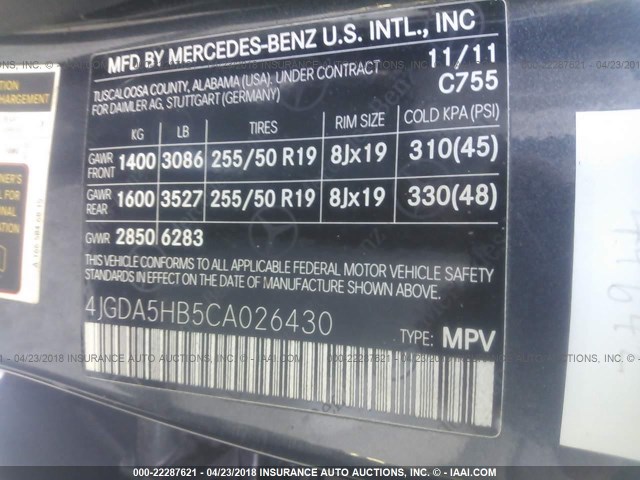 MFD BY MERCEDES-BENZ U.S. INTL., INC
TUSCALOOSA COUNTY, ALABAMA (USA), UNDER CONTRACT 11/11
FOR DAIMLER AG, STUTTGART (GERMANY) C755
KG LB TIRES RIM SIZE COLD KPA (PSI)
GAWR FRONT 1400 3086 255/50 R19 8Jx19 310(45)
GAWR REAR 1600 3527 255/50 R19 8Jx19 330(48)
GVWR 2850 6283
THIS VEHICLE CONFORMS TO ALL APPLICABLE FEDERAL MOTOR VEHICLE SAFETY
STANDARDS IN EFFECT ON THE DATE OF MANUFACTURE SHOWN ABOVE
4JGDA5HB5CA026430
TYPE: MPV
000-22287621 - 04/23/2018 INSURANCE AUTO AUCTIONS, INC. - © - IAAI.COM